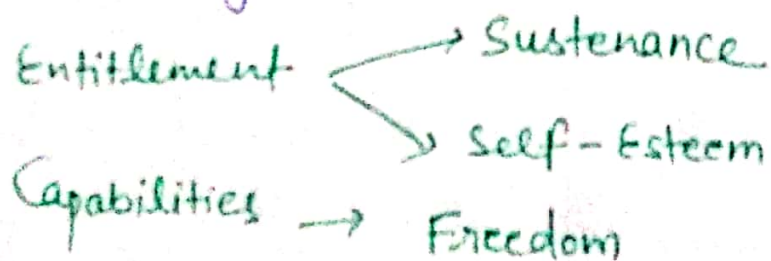 Sustenance
Entitlement
Self-Esteem
Capabilities → Freedom